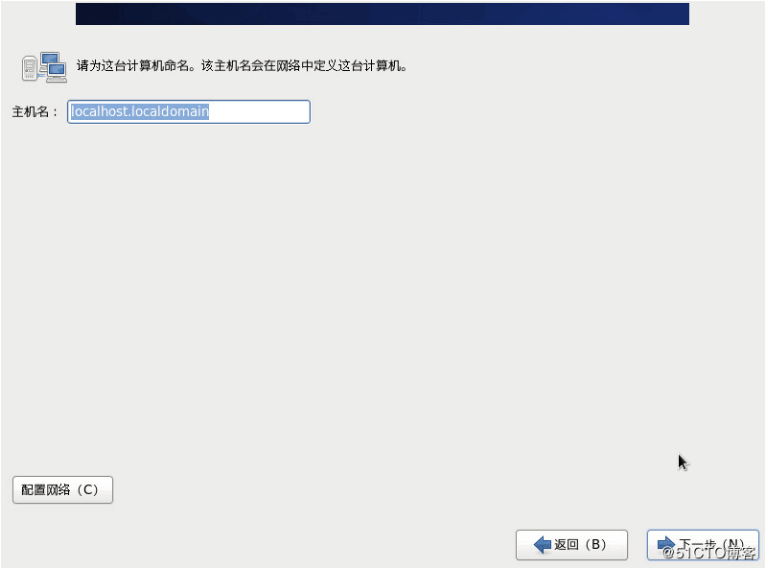 请为这台计算机命名。该主机名会在网络中定义这台计算机。
主机名： localhost.localdomain
配置网络（C）
返回（B） 下一步（N）
@51CTO博客